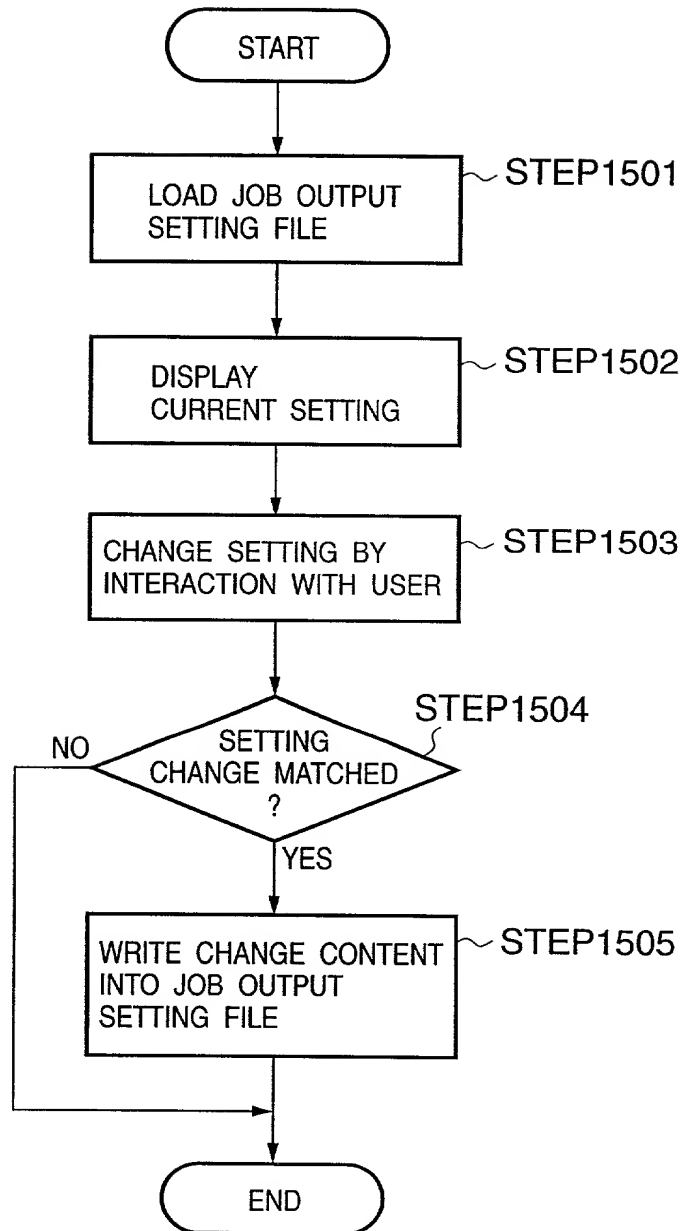 START
LOAD JOB OUTPUT
SETTING FILE
STEP1501
DISPLAY
CURRENT SETTING
STEP1502
CHANGE SETTING BY
INTERACTION WITH USER
STEP1503
SETTING
CHANGE MATCHED
?
STEP1504
NO
YES
WRITE CHANGE CONTENT
INTO JOB OUTPUT
SETTING FILE
STEP1505
END